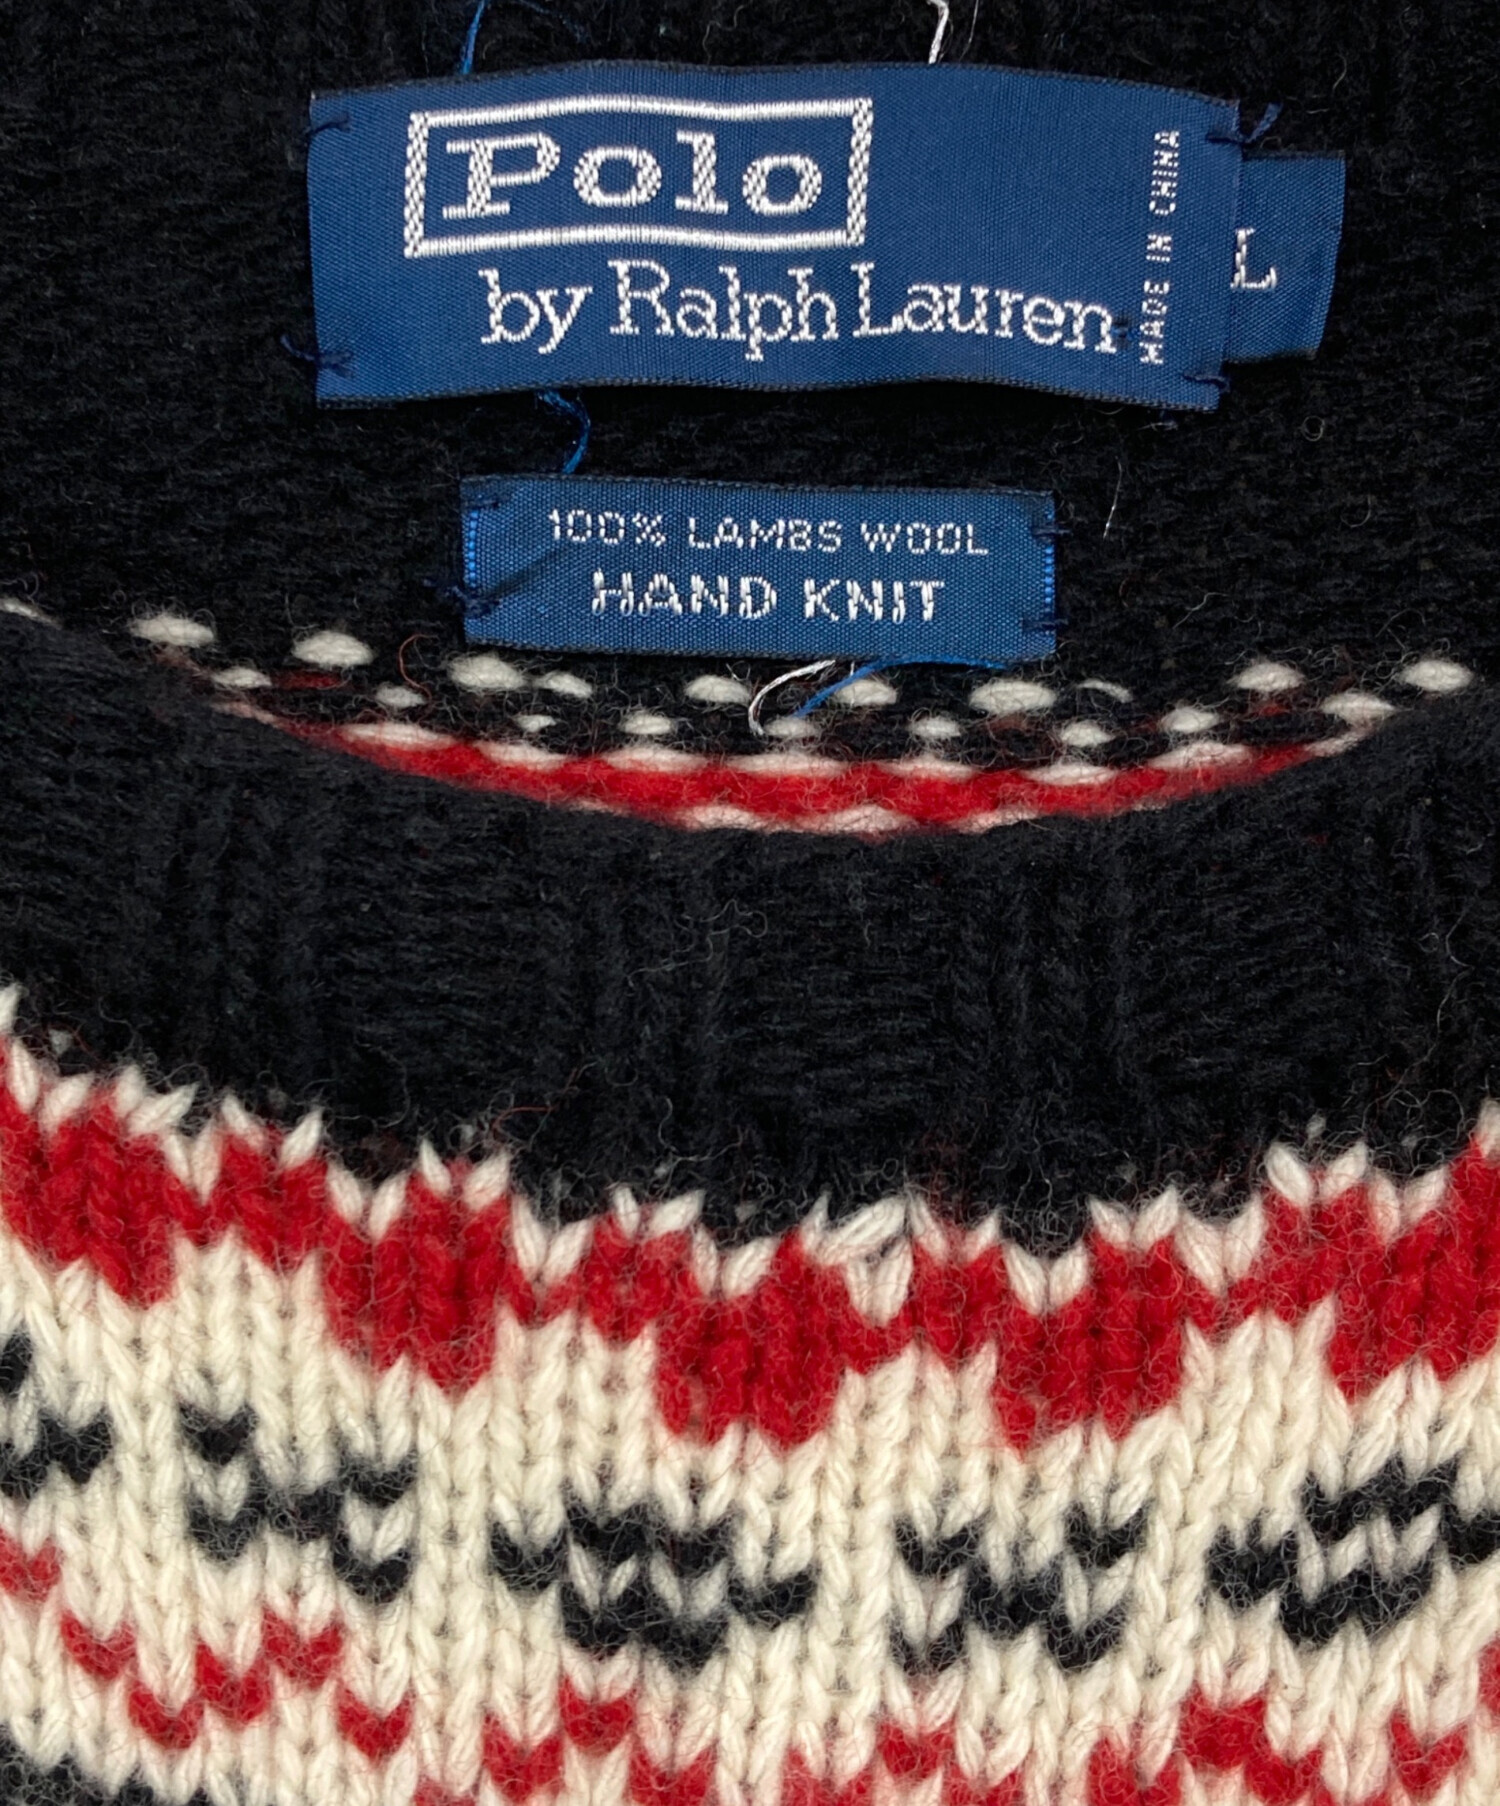 Polo
by Ralph Lauren
MADE IN CHINA
L
100% LAMBS WOOL
HAND KNIT